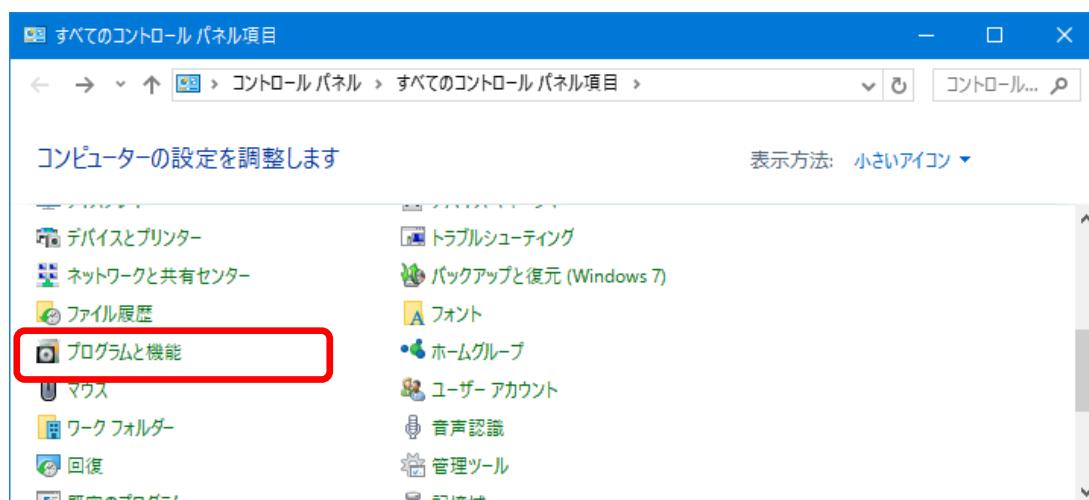 すべてのコントロール パネル項目
コントロール パネル › すべてのコントロール パネル項目 ›
コントロール...
コンピューターの設定を調整します
表示方法: 小さいアイコン
デバイスとプリンター
トラブルシューティング
ネットワークと共有センター
バックアップと復元 (Windows 7)
ファイル履歴
フォント
プログラムと機能
ホームグループ
マウス
ユーザー アカウント
ワーク フォルダー
音声認識
回復
管理ツール